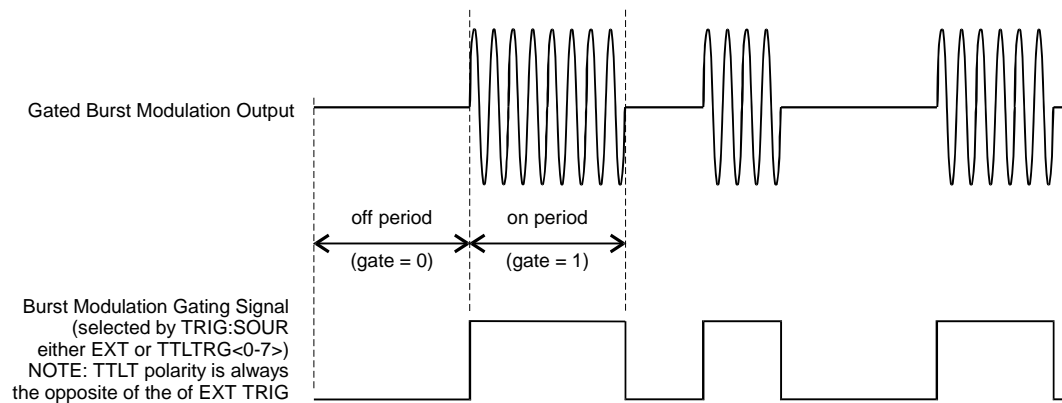 Gated Burst Modulation Output
off period
on period
(gate = 0)
(gate = 1)
Burst Modulation Gating Signal
(selected by TRIG:SOUR
either EXT or TTLTRG<0-7>)
NOTE: TTLT polarity is always
the opposite of the of EXT TRIG